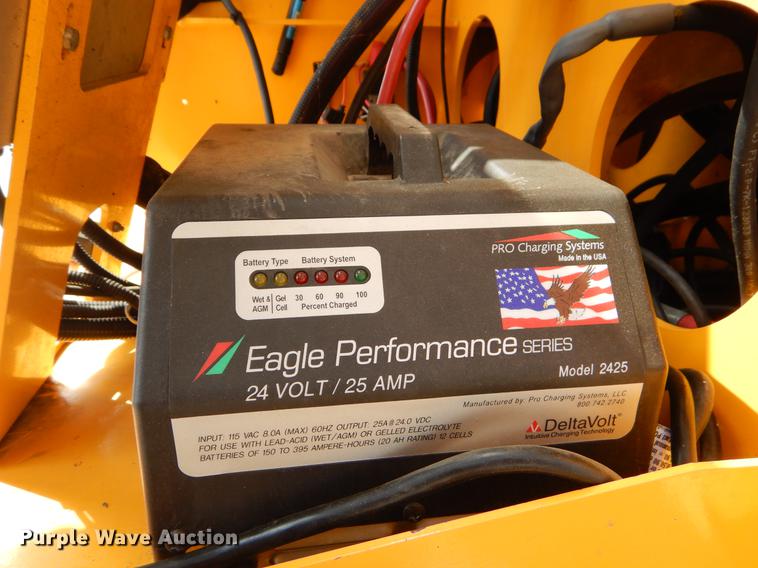 PRO Charging Systems
Made in the USA
Battery Type Battery System
Wet & Gel 30 60 90 100
AGM Cell Percent Charged
Eagle Performance SERIES
24 VOLT / 25 AMP
Model 2425
Manufactured by: Pro Charging Systems, LLC
800 742 2740
INPUT: 115 VAC 8.0A (MAX) 60HZ OUTPUT: 25A@24.0 VDC
FOR USE WITH LEAD-ACID (WET/AGM) OR GELLED ELECTROLYTE
BATTERIES OF 150 TO 395 AMPERE-HOURS (20 AH RATING) 12 CELLS
DeltaVolt®
Intuitive Charging Technology
Purple Wave Auction